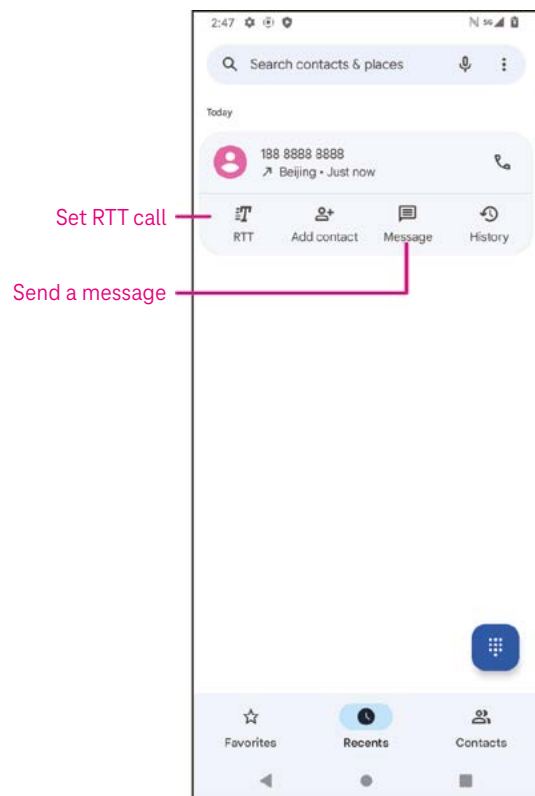 2:47
5G
Search contacts & places
Today
188 8888 8888
Beijing • Just now
Set RTT call
RTT
Add contact
Message
History
Send a message
Favorites
Recents
Contacts